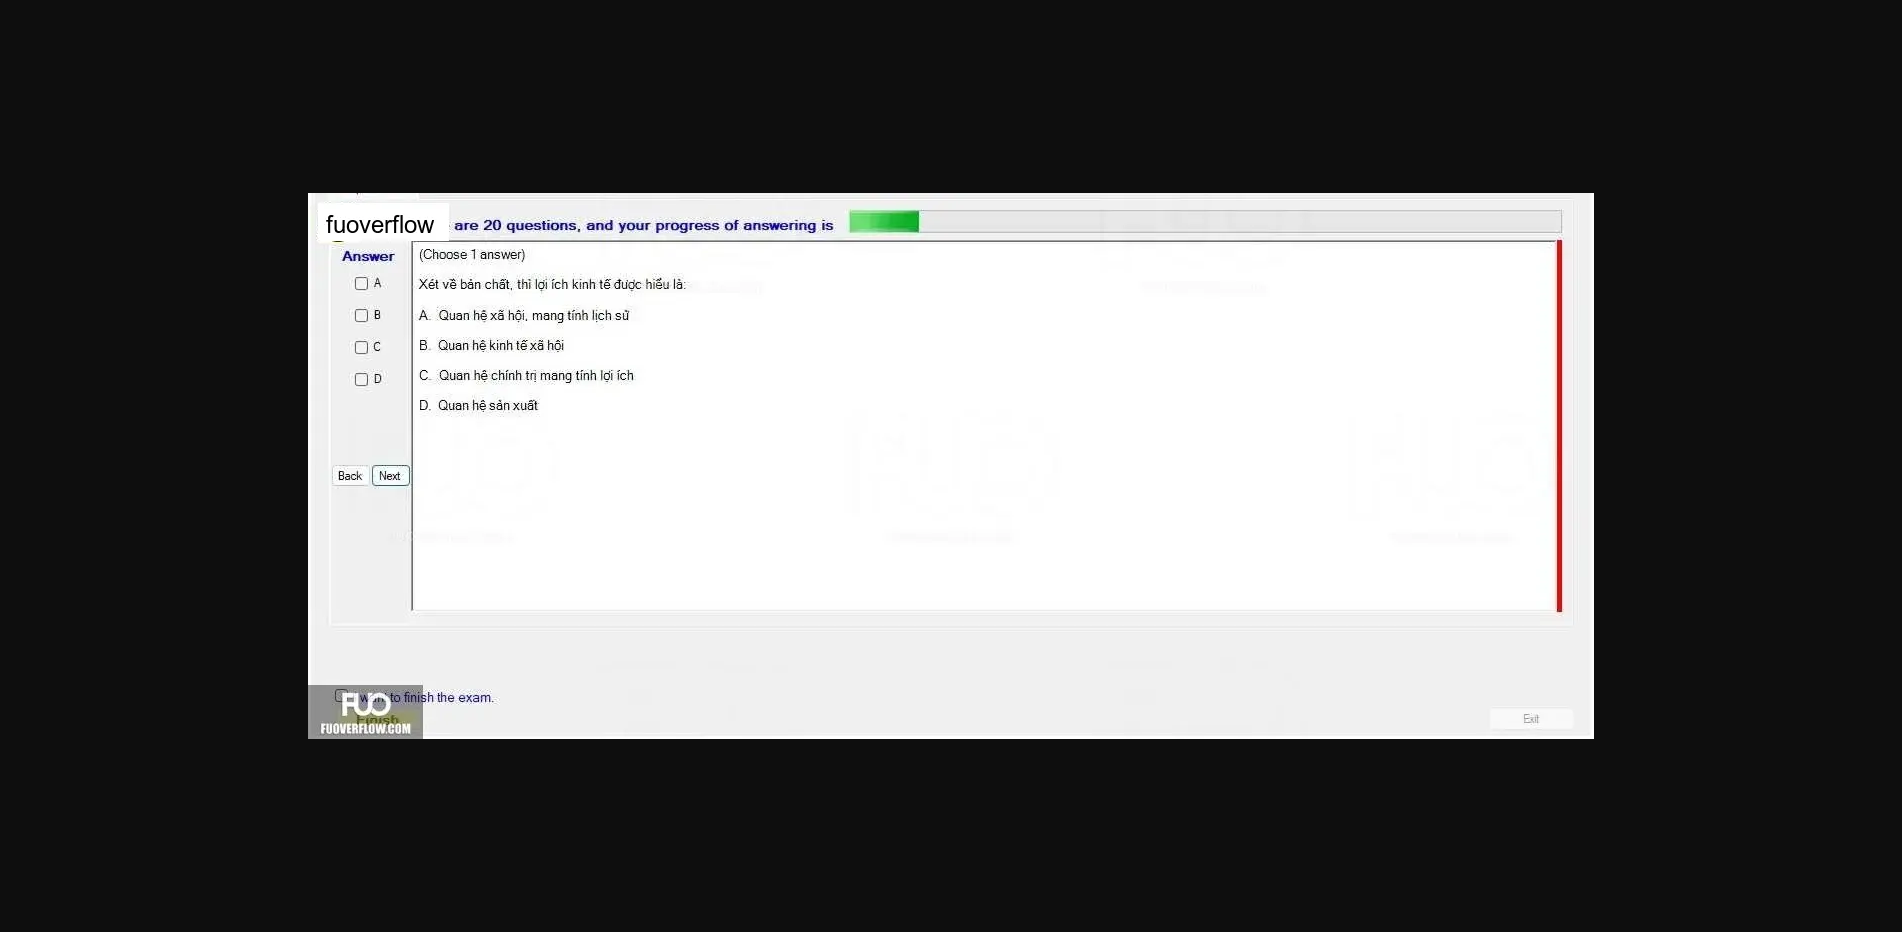 fuoverflow are 20 questions, and your progress of answering is
Answer
(Choose 1 answer)
A
Xét về bản chất, thì lợi ích kinh tế được hiểu là:
B
A. Quan hệ xã hội, mang tính lịch sử
C
B. Quan hệ kinh tế xã hội
D
C. Quan hệ chính trị mang tính lợi ích
D. Quan hệ sản xuất
Back Next
I want to finish the exam.
FUO
Finish
FUOVERFLOW.COM
Exit